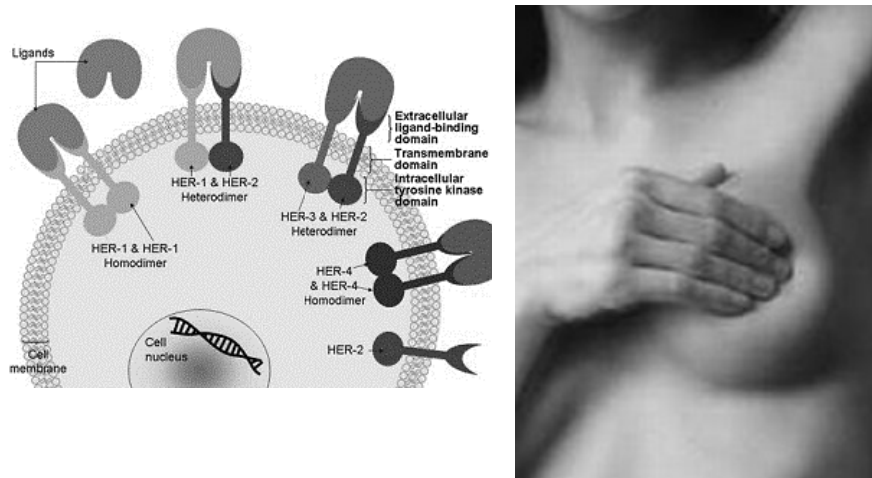 Ligands
Extracellular
ligand-binding
domain
Transmembrane
domain
Intracellular
tyrosine kinase
domain
HER-1 & HER-2
Heterodimer
HER-3 & HER-2
Heterodimer
HER-1 & HER-1
Homodimer
HER-4
& HER-4
Homodimer
HER-2
Cell
nucleus
Cell
membrane